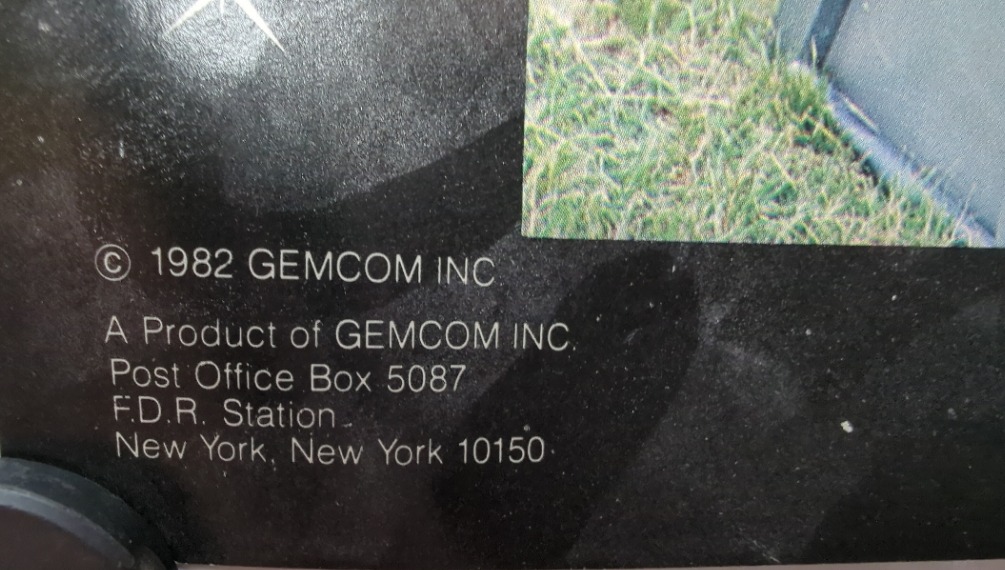 © 1982 GEMCOM INC
A Product of GEMCOM INC.
Post Office Box 5087
F.D.R. Station
New York, New York 10150